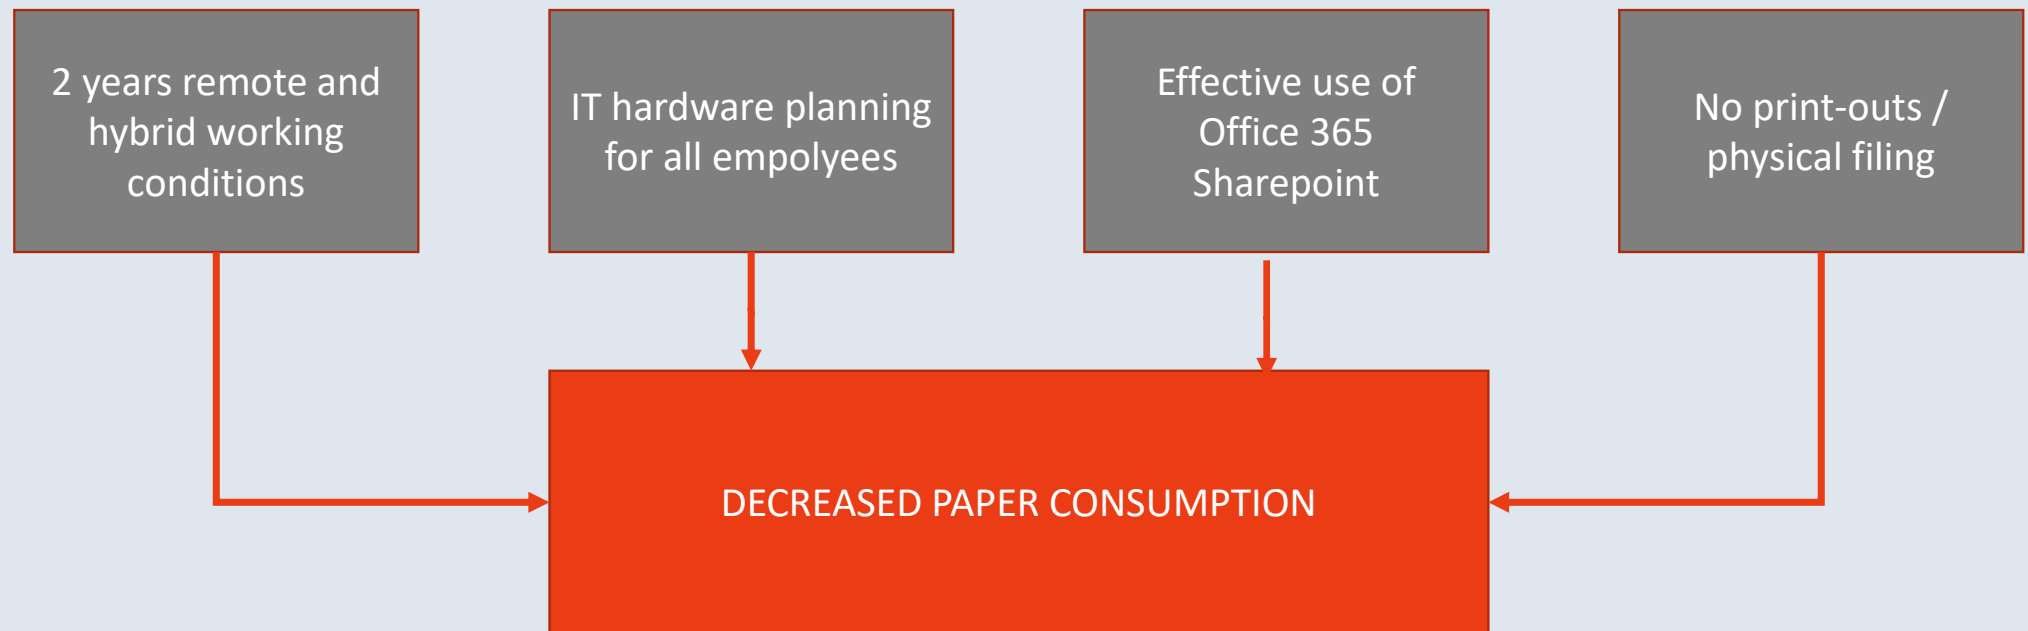 2 years remote and
hybrid working
conditions
IT hardware planning
for all empolyees
Effective use of
Office 365
Sharepoint
No print-outs /
physical filing
DECREASED PAPER CONSUMPTION